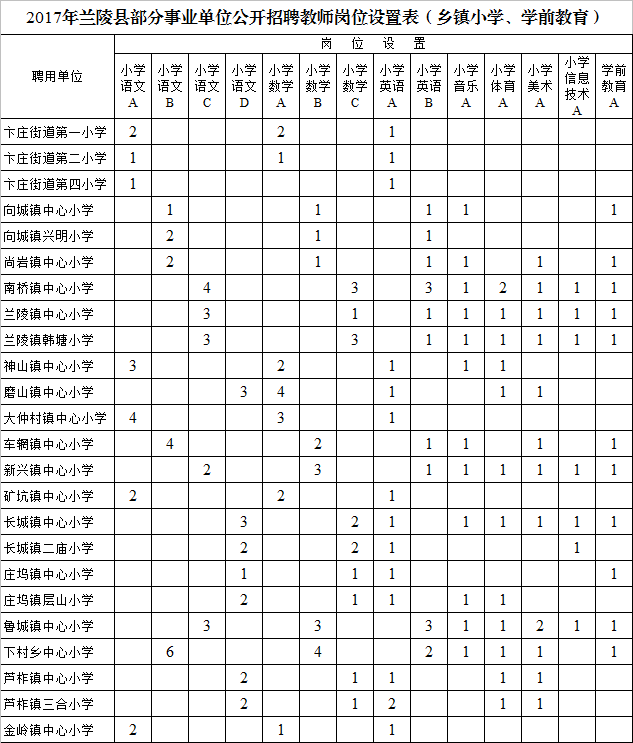 2017年兰陵县部分事业单位公开招聘教师岗位设置表（乡镇小学、学前教育）
聘用单位 岗 位 设 置
小学语文A 小学语文B 小学语文C 小学语文D 小学数学A 小学数学B 小学数学C 小学英语A 小学英语B 小学音乐A 小学体育A 小学美术A 小学信息技术A 学前教育A
卞庄街道第一小学 2 2 1
卞庄街道第二小学 1 1 1
卞庄街道第四小学 1 1
向城镇中心小学 1 1 1 1 1
向城镇兴明小学 2 1 1
尚岩镇中心小学 2 1 1 1 1 1
南桥镇中心小学 4 3 3 1 2 1 1 1
兰陵镇中心小学 3 1 1 1 1 1 1 1
兰陵镇韩塘小学 3 3 1 1 1 1 1 1
神山镇中心小学 3 2 1 1 1
磨山镇中心小学 3 4 1 1 1
大仲村镇中心小学 4 3 1
车辋镇中心小学 4 2 1 1 1 1
新兴镇中心小学 2 3 1 1 1 1 1 1
矿坑镇中心小学 2 2 1
长城镇中心小学 3 2 1 1 1 1 1 1
长城镇二庙小学 2 2 1 1
庄坞镇中心小学 1 1 1 1
庄坞镇层山小学 2 1 1 1 1
鲁城镇中心小学 3 3 3 1 1 2 1 1
下村乡中心小学 6 4 2 1 1 1 1
芦柞镇中心小学 2 1 1 1 1
芦柞镇三合小学 2 1 2 1 1
金岭镇中心小学 2 1 1